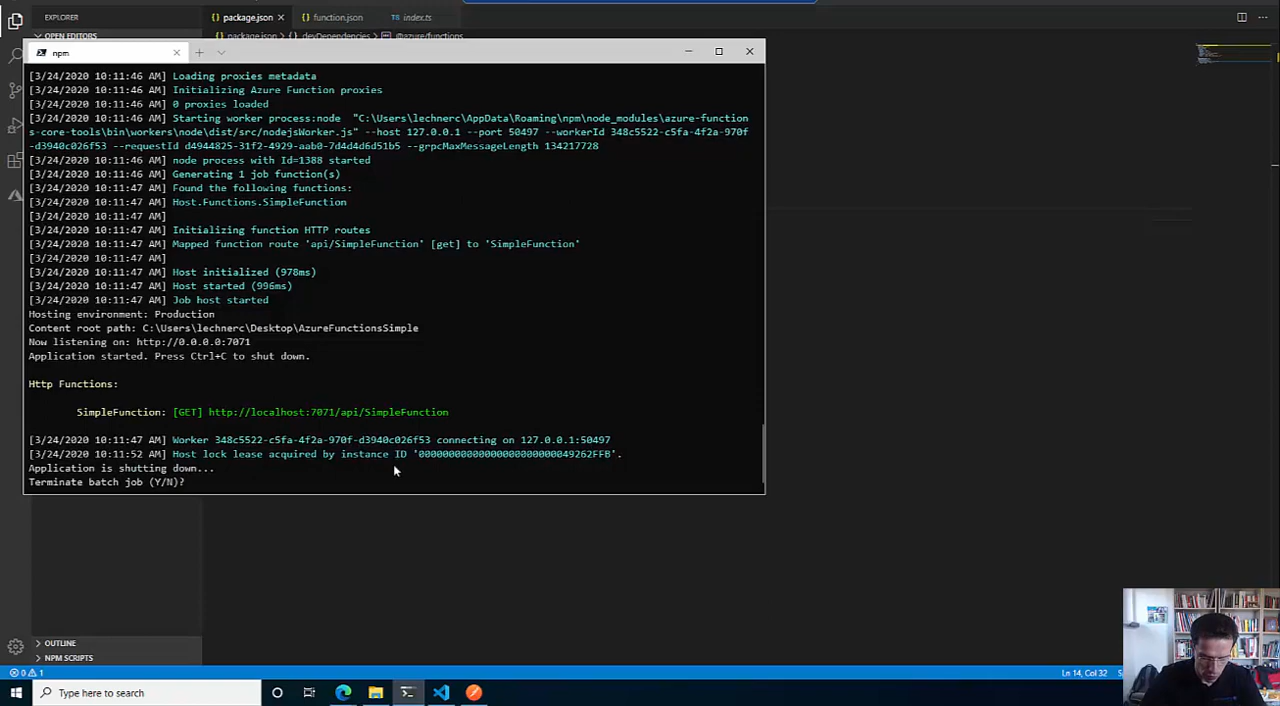 EXPLORER
package.json
function.json
TS index.ts
OPEN EDITORS
package.json
devDependencies
@azure/functions
npm
[3/24/2020 10:11:46 AM] Loading proxies metadata
[3/24/2020 10:11:46 AM] Initializing Azure Function proxies
[3/24/2020 10:11:46 AM] 0 proxies loaded
[3/24/2020 10:11:46 AM] Starting worker process:node  "C:\Users\lechnerc\AppData\Roaming\npm\node_modules\azure-function
s-core-tools\bin\workers\node\dist/src/nodejsWorker.js" --host 127.0.0.1 --port 50497 --workerId 348c5522-c5fa-4f2a-970f
-d3940c026f53 --requestId d4944825-31f2-4929-aab0-7d4d4d6d51b5 --grpcMaxMessageLength 134217728
[3/24/2020 10:11:46 AM] node process with Id=1388 started
[3/24/2020 10:11:46 AM] Generating 1 job function(s)
[3/24/2020 10:11:47 AM] Found the following functions:
[3/24/2020 10:11:47 AM] Host.Functions.SimpleFunction
[3/24/2020 10:11:47 AM]
[3/24/2020 10:11:47 AM] Initializing function HTTP routes
[3/24/2020 10:11:47 AM] Mapped function route 'api/SimpleFunction' [get] to 'SimpleFunction'
[3/24/2020 10:11:47 AM]
[3/24/2020 10:11:47 AM] Host initialized (978ms)
[3/24/2020 10:11:47 AM] Host started (996ms)
[3/24/2020 10:11:47 AM] Job host started
Hosting environment: Production
Content root path: C:\Users\lechnerc\Desktop\AzureFunctionsSimple
Now listening on: http://0.0.0.0:7071
Application started. Press Ctrl+C to shut down.
Http Functions:
SimpleFunction: [GET] http://localhost:7071/api/SimpleFunction
[3/24/2020 10:11:47 AM] Worker 348c5522-c5fa-4f2a-970f-d3940c026f53 connecting on 127.0.0.1:50497
[3/24/2020 10:11:52 AM] Host lock lease acquired by instance ID '00000000000000000000000049262FFB'.
Application is shutting down...
Terminate batch job (Y/N)?
OUTLINE
NPM SCRIPTS
0 1
Ln 14, Col 32
Type here to search